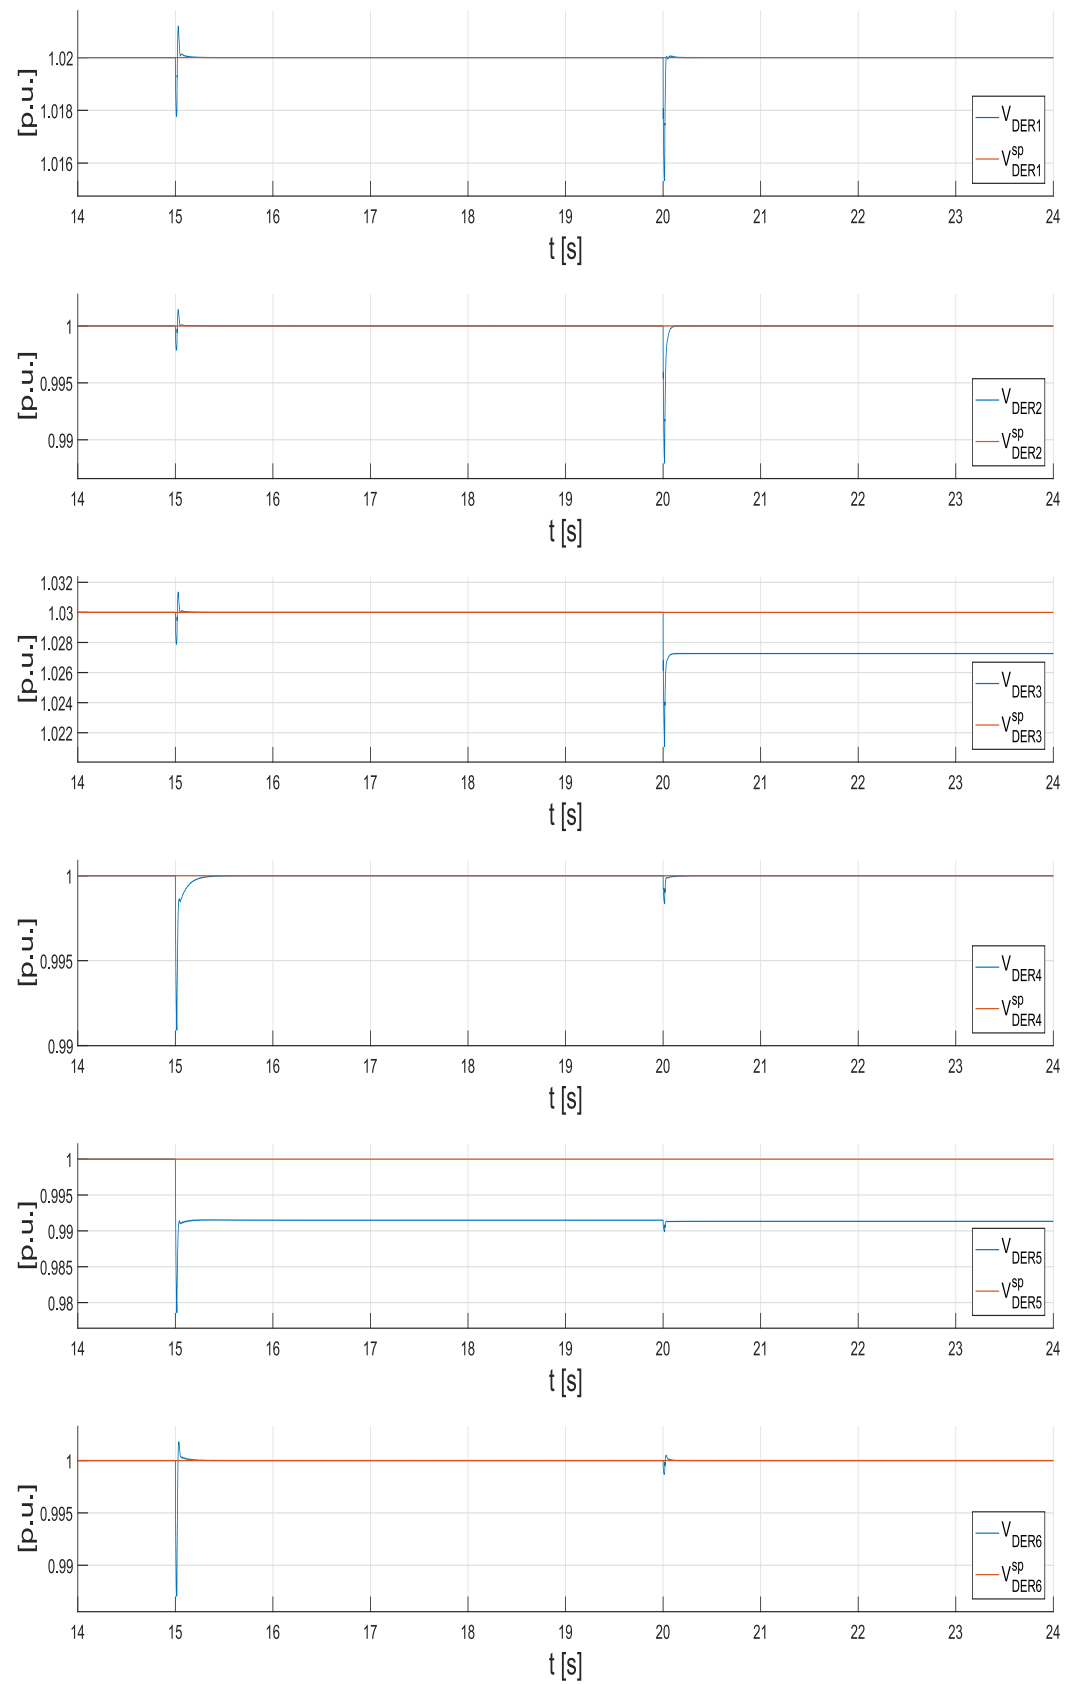 1.02
1.018
1.016
[p.u.]
V_DER1
V^sp_DER1
14 15 16 17 18 19 20 21 22 23 24
t [s]
1
0.995
0.99
[p.u.]
V_DER2
V^sp_DER2
14 15 16 17 18 19 20 21 22 23 24
t [s]
1.032
1.03
1.028
1.026
1.024
1.022
[p.u.]
V_DER3
V^sp_DER3
14 15 16 17 18 19 20 21 22 23 24
t [s]
1
0.995
0.99
[p.u.]
V_DER4
V^sp_DER4
14 15 16 17 18 19 20 21 22 23 24
t [s]
1
0.995
0.99
0.985
0.98
[p.u.]
V_DER5
V^sp_DER5
14 15 16 17 18 19 20 21 22 23 24
t [s]
1
0.995
0.99
[p.u.]
V_DER6
V^sp_DER6
14 15 16 17 18 19 20 21 22 23 24
t [s]